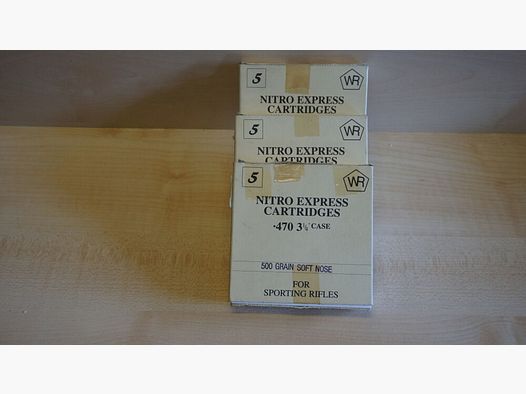 5 WR
NITRO EXPRESS
CARTRIDGES
5 WR
NITRO EXPRESS
CARTRIDGES
5 WR
NITRO EXPRESS
CARTRIDGES
·470 3¼" CASE
500 GRAIN SOFT NOSE
FOR
SPORTING RIFLES